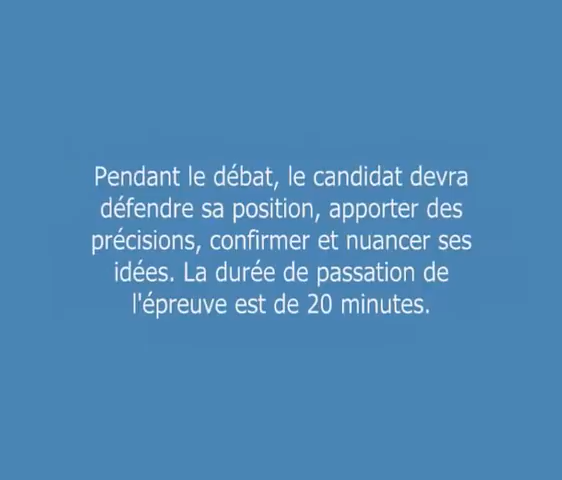 Pendant le débat, le candidat devra
défendre sa position, apporter des
précisions, confirmer et nuancer ses
idées. La durée de passation de
l'épreuve est de 20 minutes.